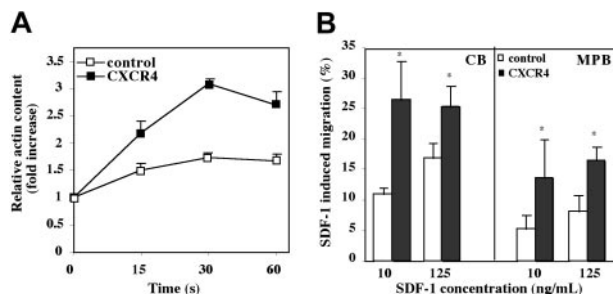 A
control
CXCR4
Relative actin content
(fold increase)
3.5
3
2.5
2
1.5
1
0.5
0
0
15
30
60
Time (s)
B
control
CXCR4
CB
MPB
SDF-1 induced migration (%)
35
30
25
20
15
10
5
0
*
*
*
*
10
125
10
125
SDF-1 concentration (ng/mL)